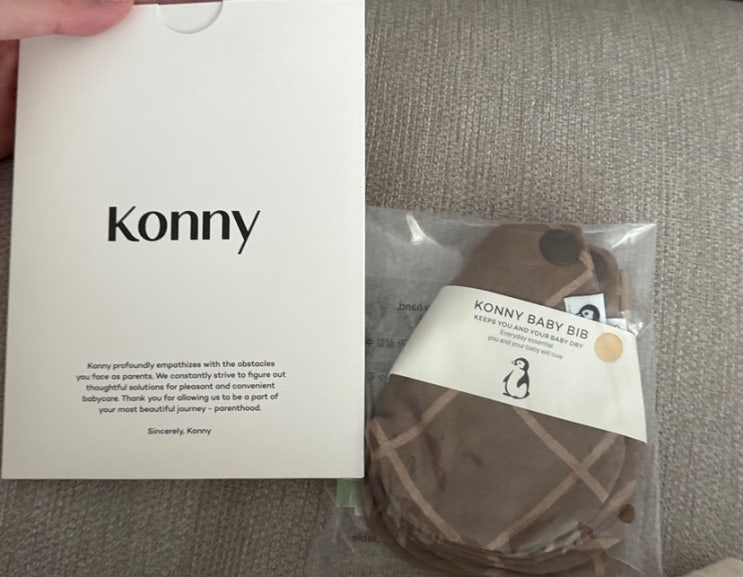 Konny
Konny profoundly empathizes with the obstacles
you face as parents. We constantly strive to figure out
thoughtful solutions for pleasant and convenient
babycare. Thank you for allowing us to be a part of
your most beautiful journey - parenthood.
Sincerely, Konny
KONNY BABY BIB
KEEPS YOU AND YOUR BABY DRY
Everyday essential
you and your baby will love